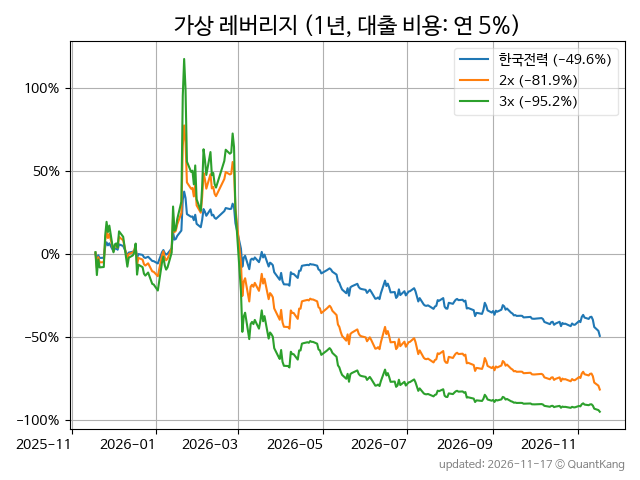 가상 레버리지 (1년, 대출 비용: 연 5%)
한국전력 (-49.6%)
2x (-81.9%)
3x (-95.2%)
100%
50%
0%
−50%
−100%
2025-11
2026-01
2026-03
2026-05
2026-07
2026-09
2026-11
updated: 2026-11-17 © QuantKang